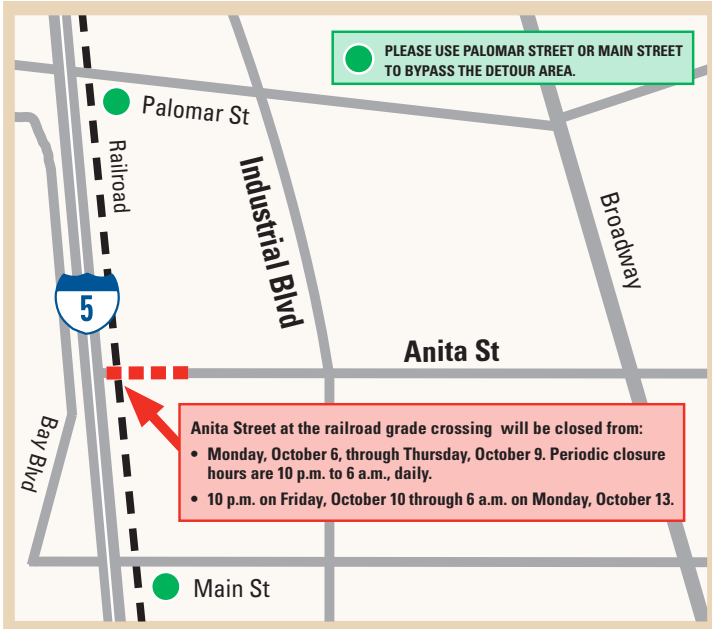 PLEASE USE PALOMAR STREET OR MAIN STREET
TO BYPASS THE DETOUR AREA.
Palomar St
Railroad
Industrial Blvd
Broadway
5
Anita St
Anita Street at the railroad grade crossing will be closed from:
• Monday, October 6, through Thursday, October 9. Periodic closure
hours are 10 p.m. to 6 a.m., daily.
• 10 p.m. on Friday, October 10 through 6 a.m. on Monday, October 13.
Bay Blvd
Main St